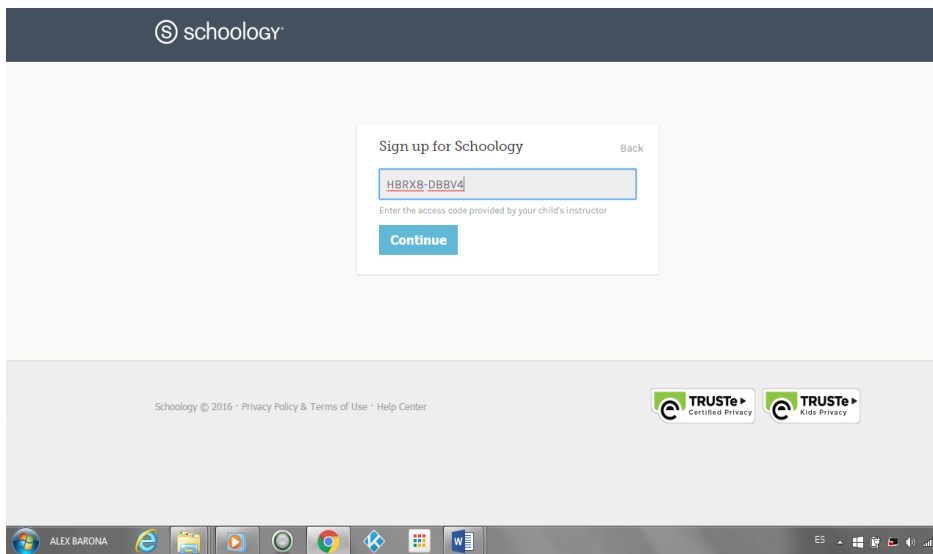 schoology
Sign up for Schoology
Back
HBRX8-DBBV4
Enter the access code provided by your child's instructor
Continue
Schoology © 2016 · Privacy Policy & Terms of Use · Help Center
TRUSTe
Certified Privacy
TRUSTe
Kids Privacy
ALEX BARONA
ES